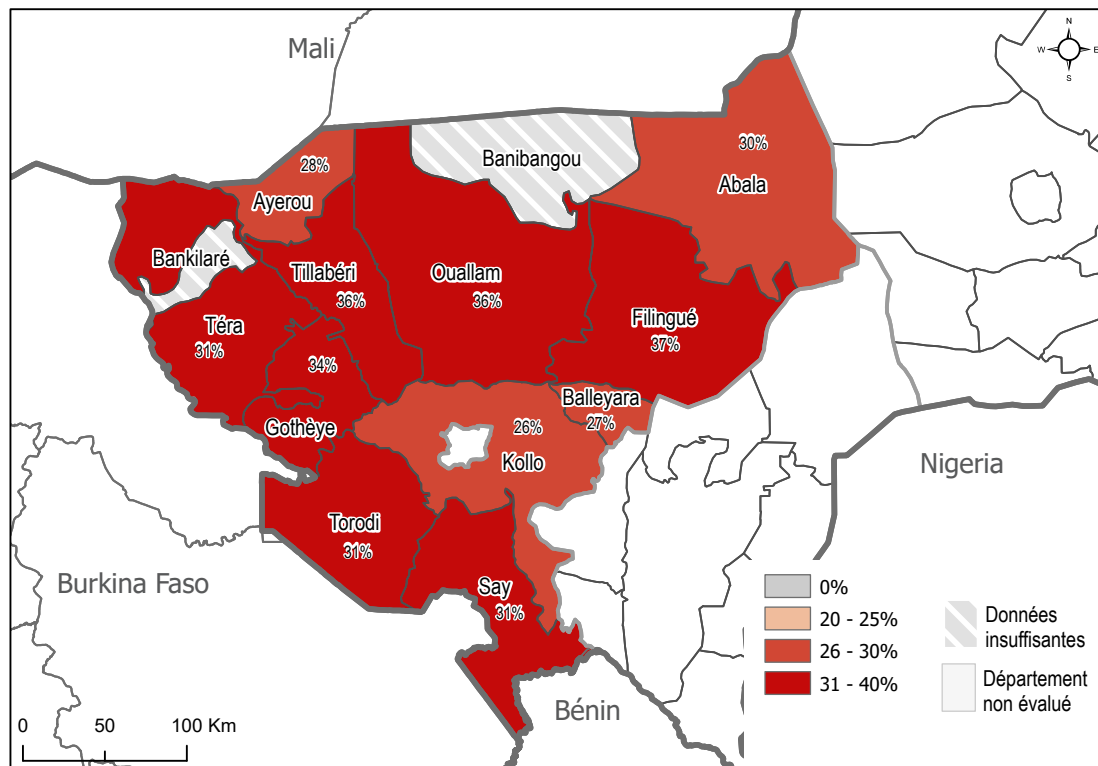 N
W E
S
Mali
Banibangou
30%
Abala
28%
Ayerou
Bankilaré
Tillabéri
36%
Ouallam
36%
Filingué
37%
Téra
31%
34%
Gothèye
Balleyara
27%
26%
Kollo
Nigeria
Torodi
31%
Say
31%
Burkina Faso
Bénin
0%
20 - 25%
26 - 30%
31 - 40%
Données
insuffisantes
Département
non évalué
0 50 100 Km